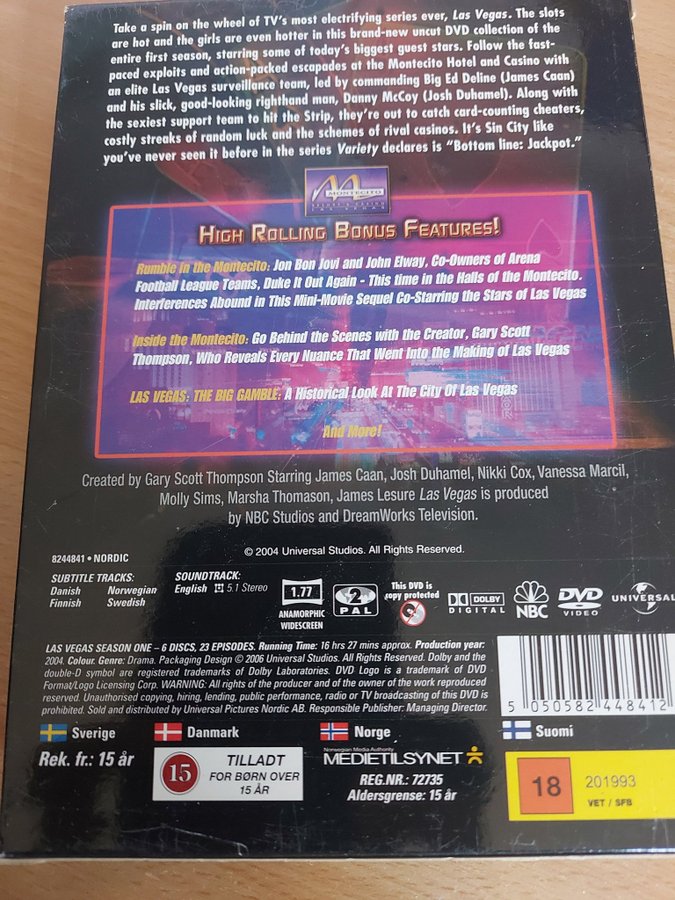 Take a spin on the wheel of TV's most electrifying series ever, Las Vegas. The slots
are hot and the girls are even hotter in this brand-new uncut DVD collection of the
entire first season, starring some of today's biggest guest stars. Follow the fast-
paced exploits and action-packed escapades at the Montecito Hotel and Casino with
an elite Las Vegas surveillance team, led by commanding Big Ed Deline (James Caan)
and his slick, good-looking righthand man, Danny McCoy (Josh Duhamel). Along with
the sexiest support team to hit the Strip, they're out to catch card-counting cheaters,
costly streaks of random luck and the schemes of rival casinos. It's Sin City like
you've never seen it before in the series Variety declares is "Bottom line: Jackpot."
MONTECITO
RESORT & CASINO
LAS VEGAS
HIGH ROLLING BONUS FEATURES!
Rumble in the Montecito: Jon Bon Jovi and John Elway, Co-Owners of Arena
Football League Teams, Duke It Out Again - This time in the Halls of the Montecito.
Interferences Abound in This Mini-Movie Sequel Co-Starring the Stars of Las Vegas
Inside the Montecito: Go Behind the Scenes with the Creator, Gary Scott
Thompson, Who Reveals Every Nuance That Went Into the Making of Las Vegas
LAS VEGAS: THE BIG GAMBLE: A Historical Look At The City Of Las Vegas
And More!
Created by Gary Scott Thompson Starring James Caan, Josh Duhamel, Nikki Cox, Vanessa Marcil,
Molly Sims, Marsha Thomason, James Lesure Las Vegas is produced
by NBC Studios and DreamWorks Television.
© 2004 Universal Studios. All Rights Reserved.
8244841 • NORDIC
SUBTITLE TRACKS:
Danish Norwegian
Finnish Swedish
SOUNDTRACK:
English 5.1 Stereo
1.77
ANAMORPHIC
WIDESCREEN
2
PAL
This DVD is
copy protected
DOLBY
DIGITAL
NBC
DVD
VIDEO
UNIVERSAL
LAS VEGAS SEASON ONE – 6 DISCS, 23 EPISODES. Running Time: 16 hrs 27 mins approx. Production year:
2004. Colour. Genre: Drama. Packaging Design © 2006 Universal Studios. All Rights Reserved. Dolby and the
double-D symbol are registered trademarks of Dolby Laboratories. DVD Logo is a trademark of DVD
Format/Logo Licensing Corp. WARNING: All rights of the producer and of the owner of the work reproduced
reserved. Unauthorised copying, hiring, lending, public performance, radio or TV broadcasting of this DVD is
prohibited. Sold and distributed by Universal Pictures Nordic AB. Responsible Publisher: Managing Director.
5 050582 448412
Sverige
Rek. fr.: 15 år
Danmark
15
TILLADT
FOR BØRN OVER
15 ÅR
Norge
Norwegian Media Authority
MEDIETILSYNET
REG.NR.: 72735
Aldersgrense: 15 år
Suomi
18
201993
VET / SFB